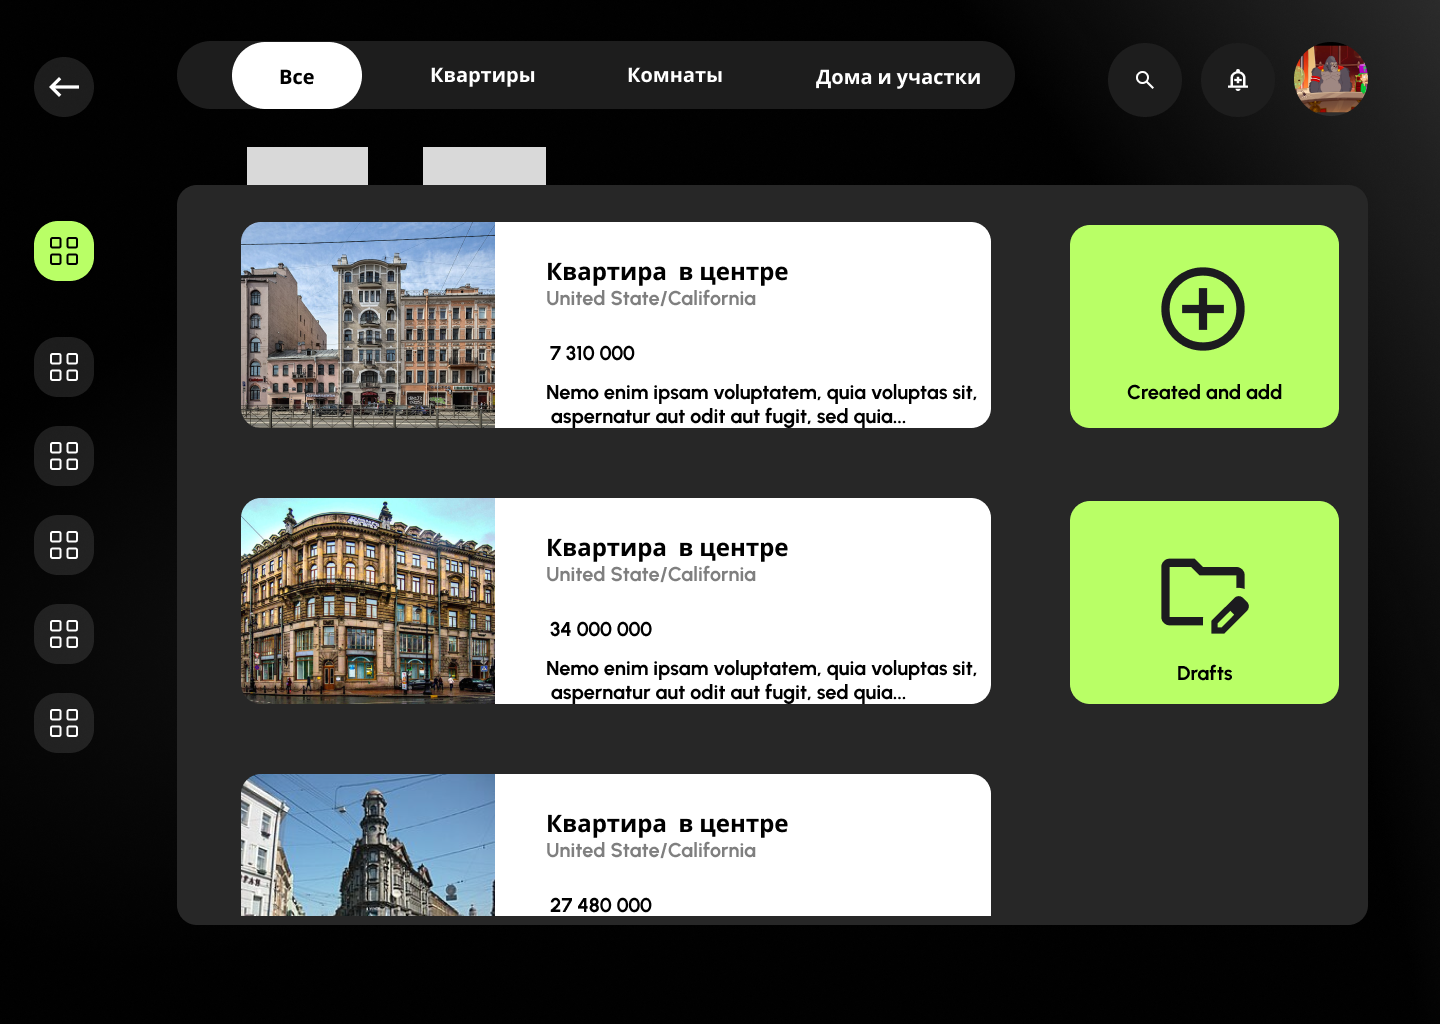 Все
Квартиры
Комнаты
Дома и участки
Квартира в центре
United State/California
7 310 000
Nemo enim ipsam voluptatem, quia voluptas sit,
aspernatur aut odit aut fugit, sed quia...
Created and add
Квартира в центре
United State/California
34 000 000
Nemo enim ipsam voluptatem, quia voluptas sit,
aspernatur aut odit aut fugit, sed quia...
Drafts
Квартира в центре
United State/California
27 480 000